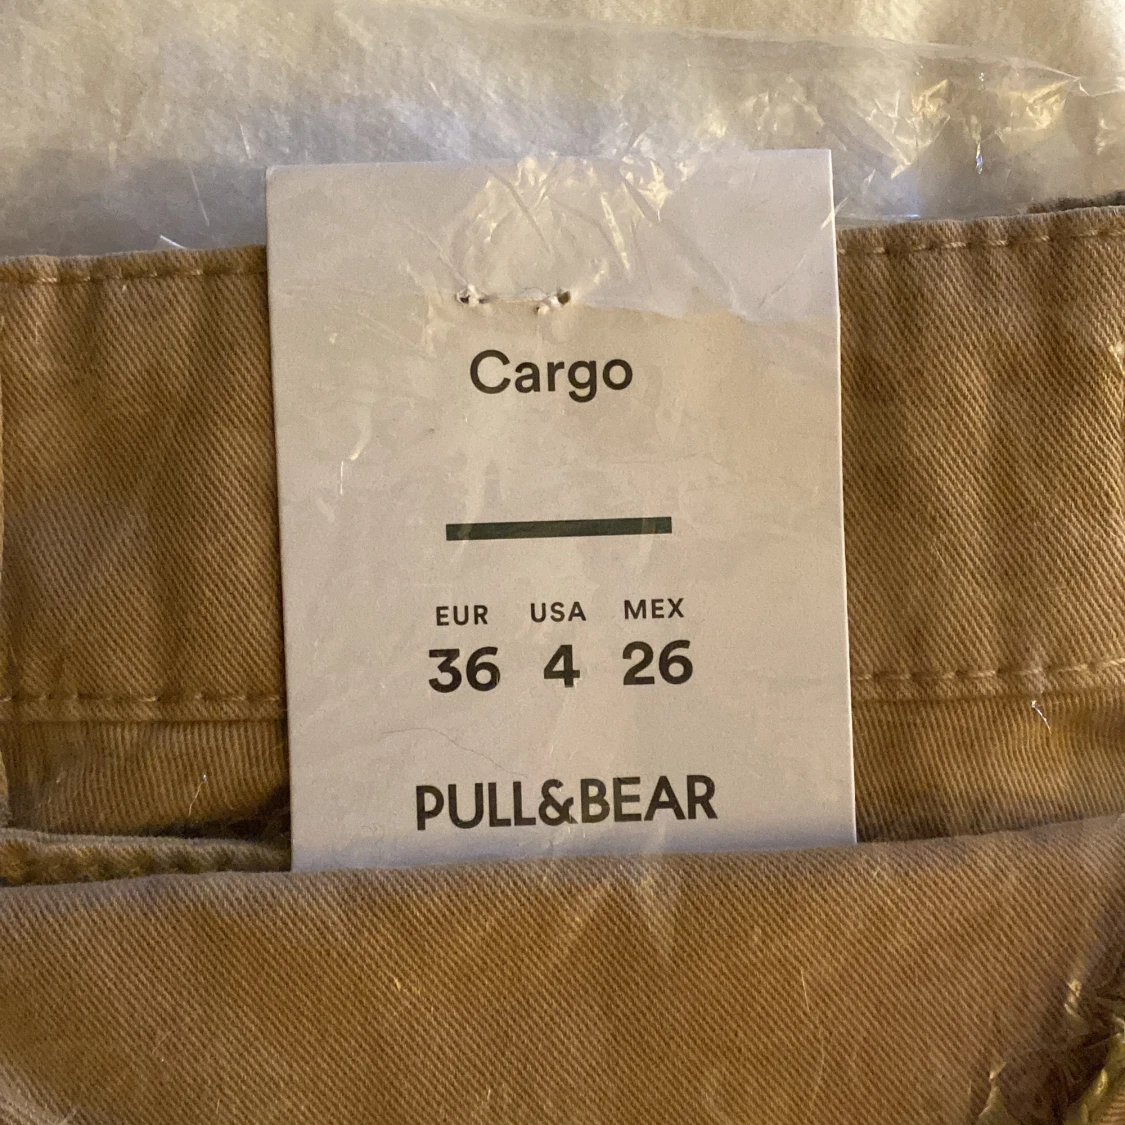 Cargo
EUR USA MEX
36 4 26
PULL&BEAR